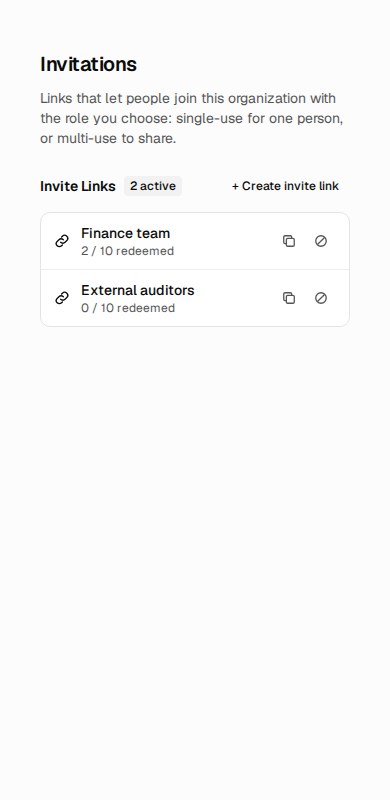 Invitations
Links that let people join this organization with
the role you choose: single-use for one person,
or multi-use to share.
Invite Links 2 active + Create invite link
Finance team
2 / 10 redeemed
External auditors
0 / 10 redeemed